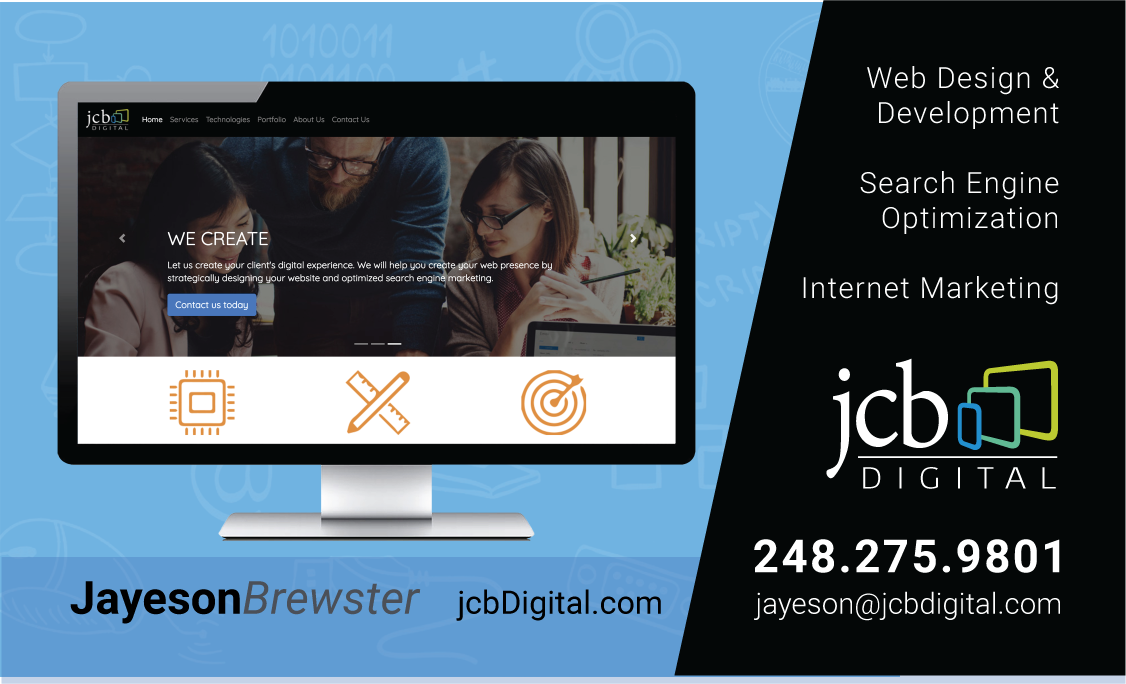 1010011
jcb
DIGITAL
Home Services Technologies Portfolio About Us Contact Us
WE CREATE
Let us create your client's digital experience. We will help you create your web presence by
strategically designing your website and optimized search engine marketing.
Contact us today
JayesonBrewster jcbDigital.com
Web Design &
Development
Search Engine
Optimization
Internet Marketing
jcb
DIGITAL
248.275.9801
jayeson@jcbdigital.com